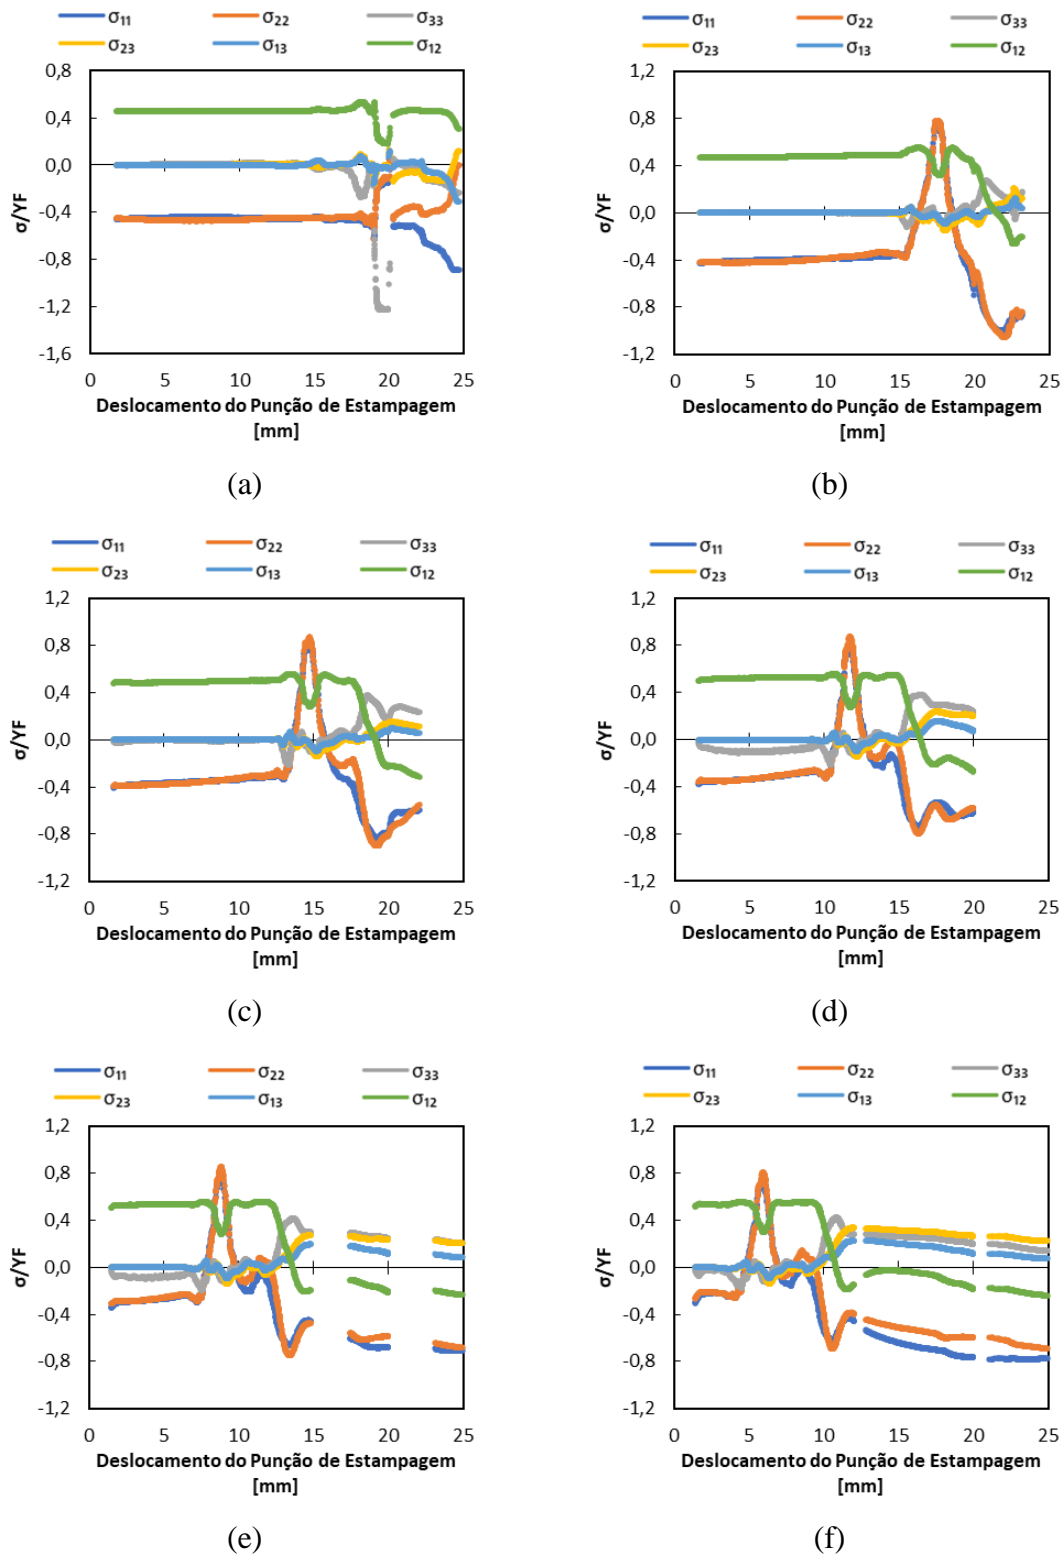 σ11 σ22 σ33 σ11 σ22 σ33
σ23 σ13 σ12 σ23 σ13 σ12
0,8
0,4
0,0
-0,4
-0,8
-1,2
-1,6
σ/YF
0 5 10 15 20 25
Deslocamento do Punção de Estampagem
[mm]
1,2
0,8
0,4
0,0
-0,4
-0,8
-1,2
σ/YF
0 5 10 15 20 25
Deslocamento do Punção de Estampagem
[mm]
(a) (b)
σ11 σ22 σ33 σ11 σ22 σ33
σ23 σ13 σ12 σ23 σ13 σ12
1,2
0,8
0,4
0,0
-0,4
-0,8
-1,2
σ/YF
0 5 10 15 20 25
Deslocamento do Punção de Estampagem
[mm]
1,2
0,8
0,4
0,0
-0,4
-0,8
-1,2
σ/YF
0 5 10 15 20 25
Deslocamento do Punção de Estampagem
[mm]
(c) (d)
σ11 σ22 σ33 σ11 σ22 σ33
σ23 σ13 σ12 σ23 σ13 σ12
1,2
0,8
0,4
0,0
-0,4
-0,8
-1,2
σ/YF
0 5 10 15 20 25
Deslocamento do Punção de Estampagem
[mm]
1,2
0,8
0,4
0,0
-0,4
-0,8
-1,2
σ/YF
0 5 10 15 20 25
Deslocamento do Punção de Estampagem
[mm]
(e) (f)